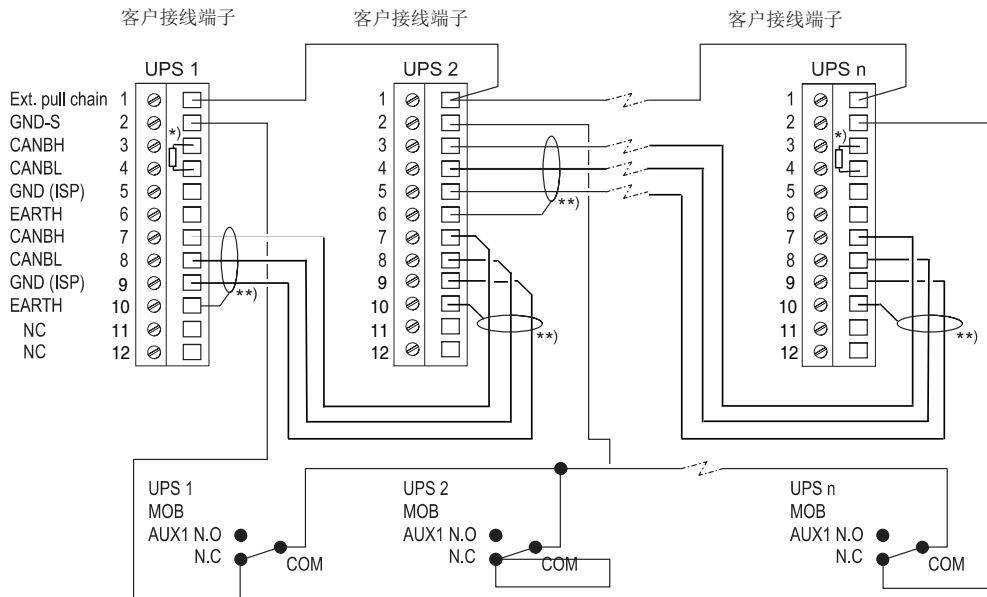 客户接线端子 客户接线端子 客户接线端子
UPS 1 UPS 2 UPS n
Ext. pull chain 1 1 1
GND-S 2 2 2
CANBH 3 *) 3 3 *)
CANBL 4 4 4
GND (ISP) 5 5 5
EARTH 6 6 **) 6
CANBH 7 7 7
CANBL 8 8 8
GND (ISP) 9 **) 9 9
EARTH 10 10 10
NC 11 11 **) 11 **)
NC 12 12 12
UPS 1 UPS 2 UPS n
MOB MOB MOB
AUX1 N.O AUX1 N.O AUX1 N.O
N.C COM N.C COM N.C COM